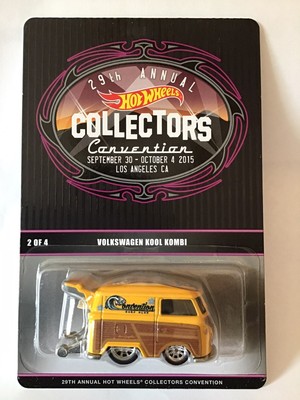 29th ANNUAL
Hot Wheels
COLLECTORS
Convention
SEPTEMBER 30 - OCTOBER 4 2015
LOS ANGELES CA
2 OF 4
VOLKSWAGEN KOOL KOMBI
Convention
29TH ANNUAL HOT WHEELS® COLLECTORS CONVENTION